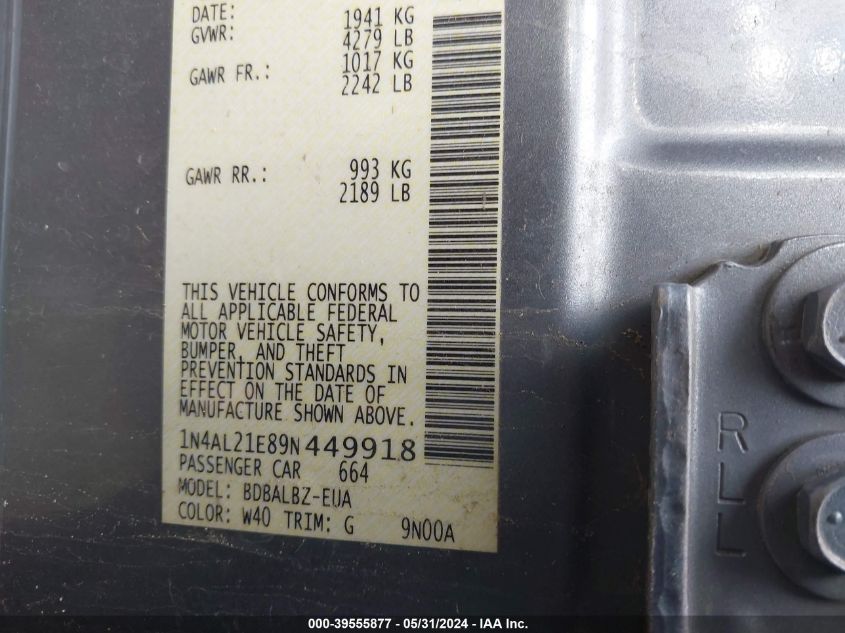 DATE: 1941 KG
GVWR: 4279 LB
GAWR FR.: 1017 KG
2242 LB
GAWR RR.: 993 KG
2189 LB
THIS VEHICLE CONFORMS TO
ALL APPLICABLE FEDERAL
MOTOR VEHICLE SAFETY,
BUMPER, AND THEFT
PREVENTION STANDARDS IN
EFFECT ON THE DATE OF
MANUFACTURE SHOWN ABOVE.
1N4AL21E89N449918
PASSENGER CAR 664
MODEL: BDBALBZ-EUA
COLOR: W40 TRIM: G 9N00A
RLL
000-39555877 - 05/31/2024 - IAA Inc.